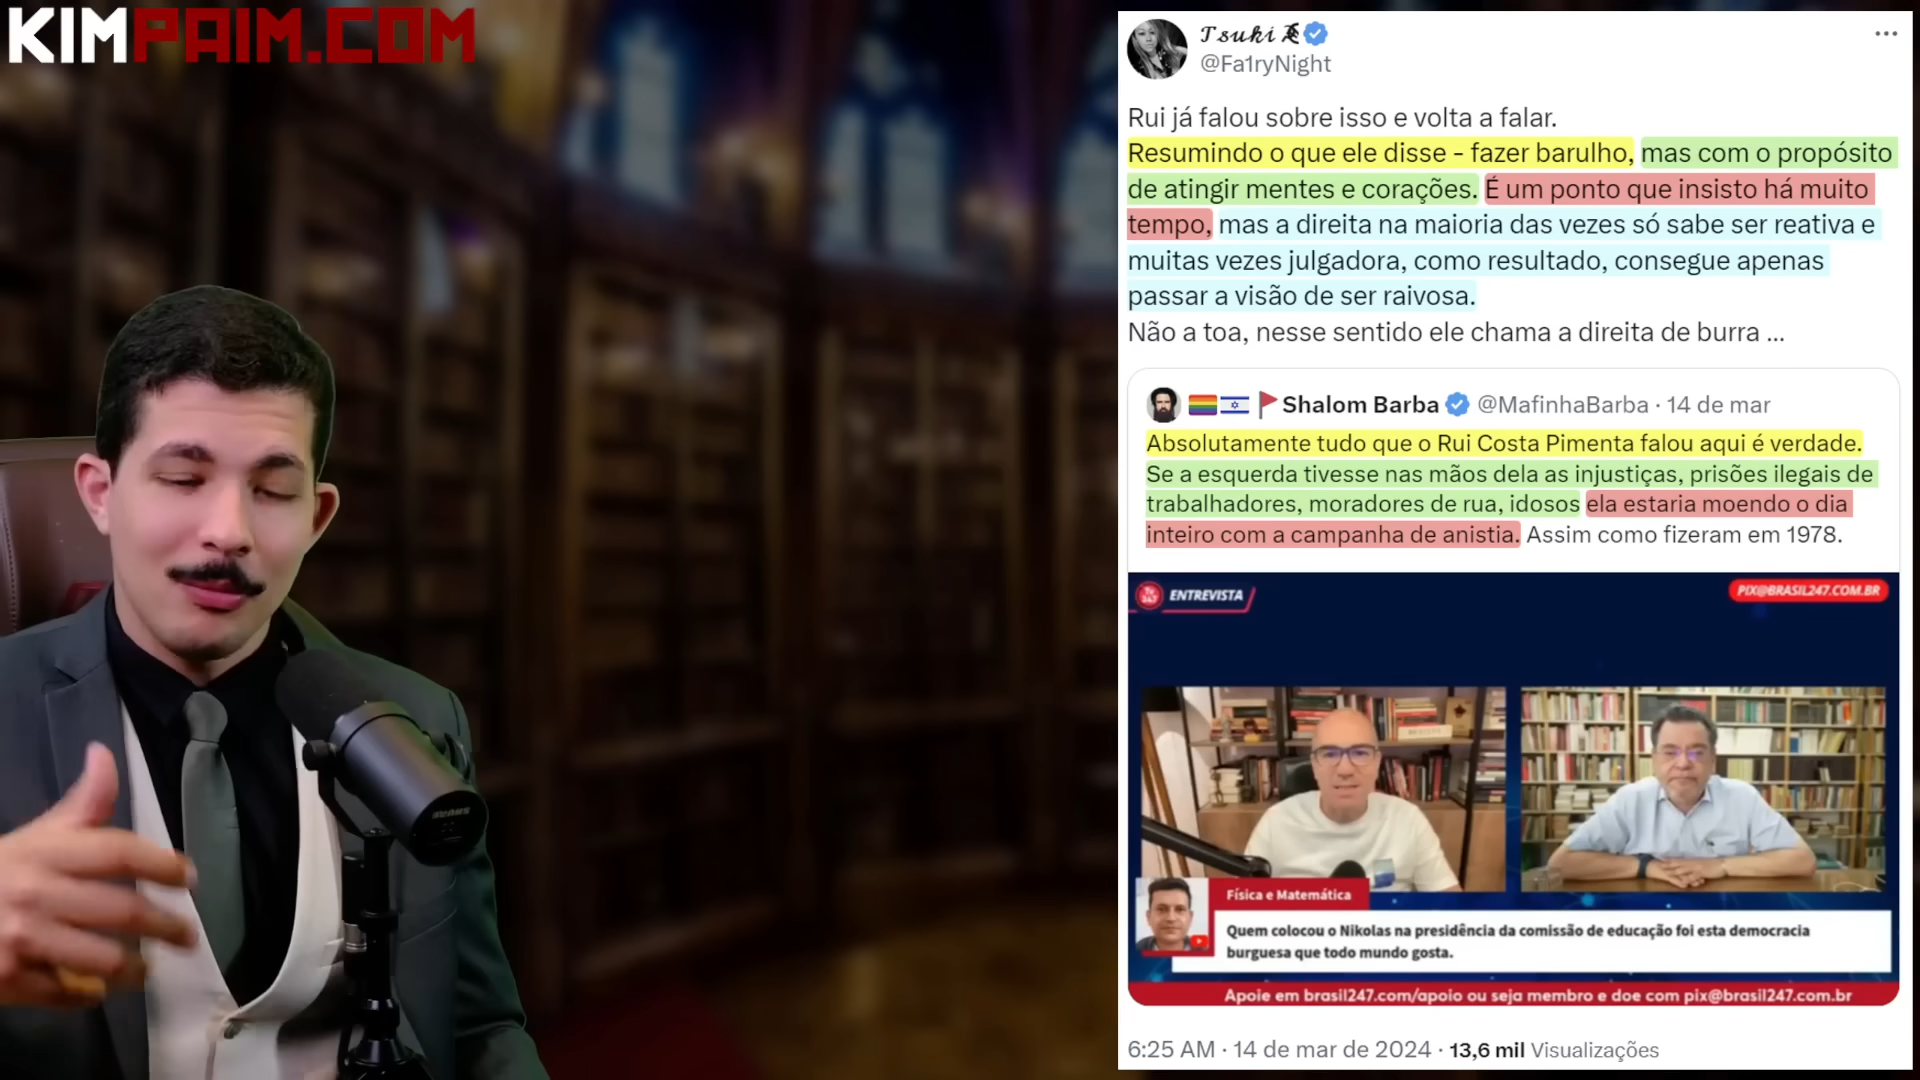 KIMPAIM.COM
Tsuki
@Fa1ryNight
Rui já falou sobre isso e volta a falar.
Resumindo o que ele disse - fazer barulho, mas com o propósito
de atingir mentes e corações. É um ponto que insisto há muito
tempo, mas a direita na maioria das vezes só sabe ser reativa e
muitas vezes julgadora, como resultado, consegue apenas
passar a visão de ser raivosa.
Não a toa, nesse sentido ele chama a direita de burra ...
Shalom Barba @MafinhaBarba · 14 de mar
Absolutamente tudo que o Rui Costa Pimenta falou aqui é verdade.
Se a esquerda tivesse nas mãos dela as injustiças, prisões ilegais de
trabalhadores, moradores de rua, idosos ela estaria moendo o dia
inteiro com a campanha de anistia. Assim como fizeram em 1978.
TV 247 ENTREVISTA
PIX@BRASIL247.COM.BR
Física e Matemática
Quem colocou o Nikolas na presidência da comissão de educação foi esta democracia
burguesa que todo mundo gosta.
Apoie em brasil247.com/apoio ou seja membro e doe com pix@brasil247.com.br
6:25 AM · 14 de mar de 2024 · 13,6 mil Visualizações
SHURE